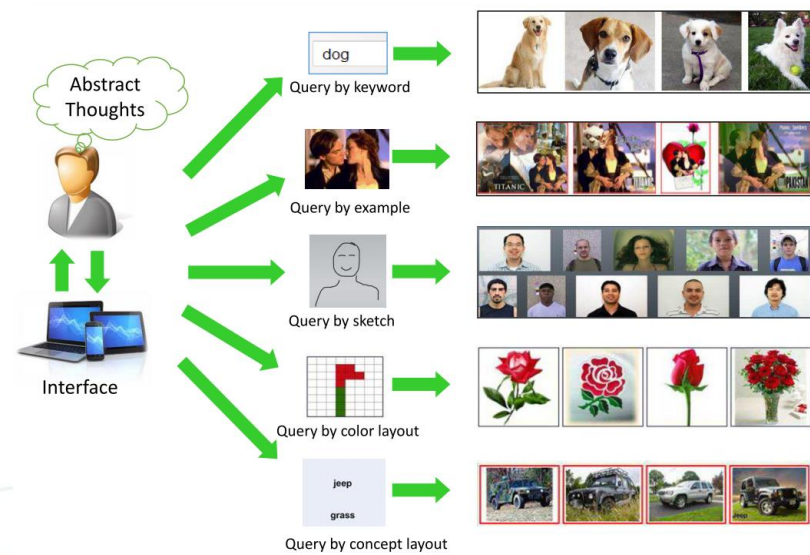 Abstract
Thoughts
Interface
dog
Query by keyword
Query by example
TITANIC
Query by sketch
Query by color layout
jeep
grass
Query by concept layout
Jeep